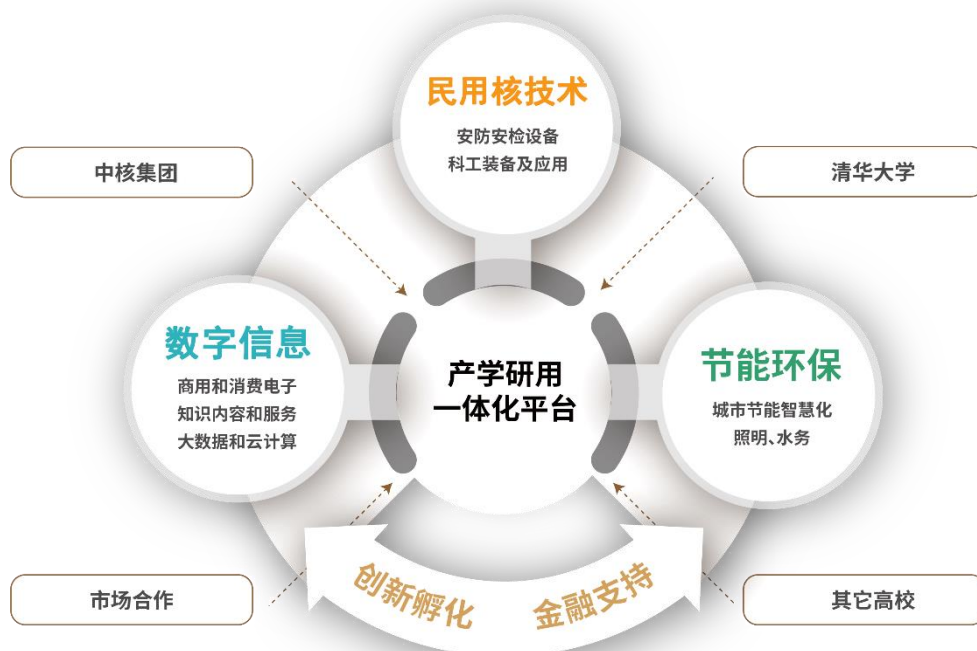 民用核技术
安防安检设备
科工装备及应用
中核集团
清华大学
数字信息
商用和消费电子
知识内容和服务
大数据和云计算
产学研用
一体化平台
节能环保
城市节能智慧化
照明、水务
市场合作
创新孵化
金融支持
其它高校